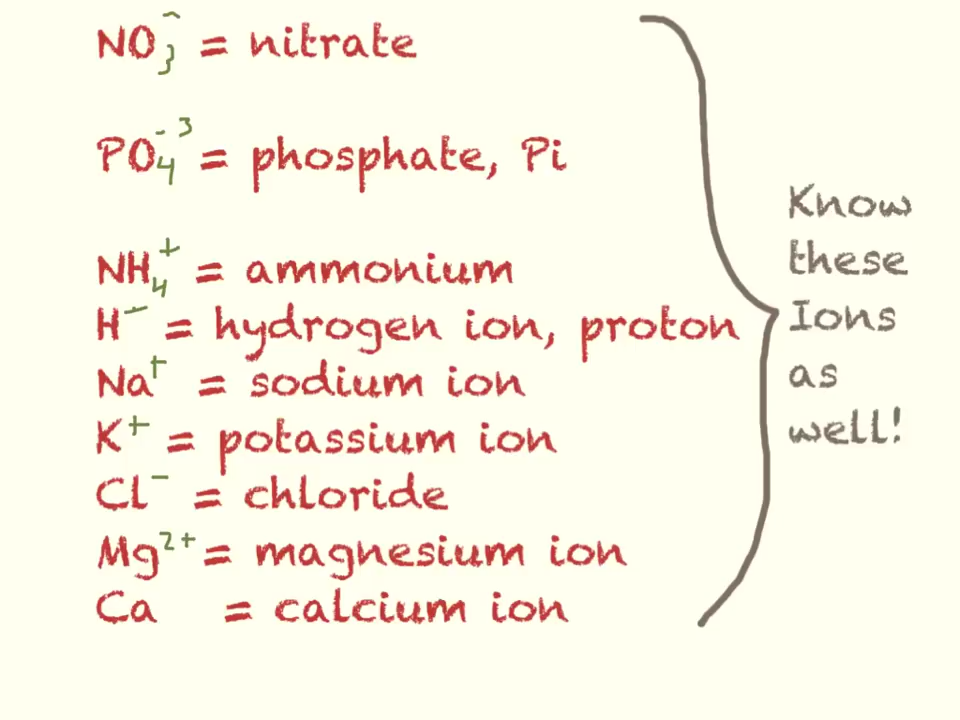 NO₃⁻ = nitrate
PO₄⁻³ = phosphate, Pi
NH₄⁺ = ammonium
H⁻ = hydrogen ion, proton
Na⁺ = sodium ion
K⁺ = potassium ion
Cl⁻ = chloride
Mg²⁺ = magnesium ion
Ca = calcium ion
Know
these
Ions
as
well!